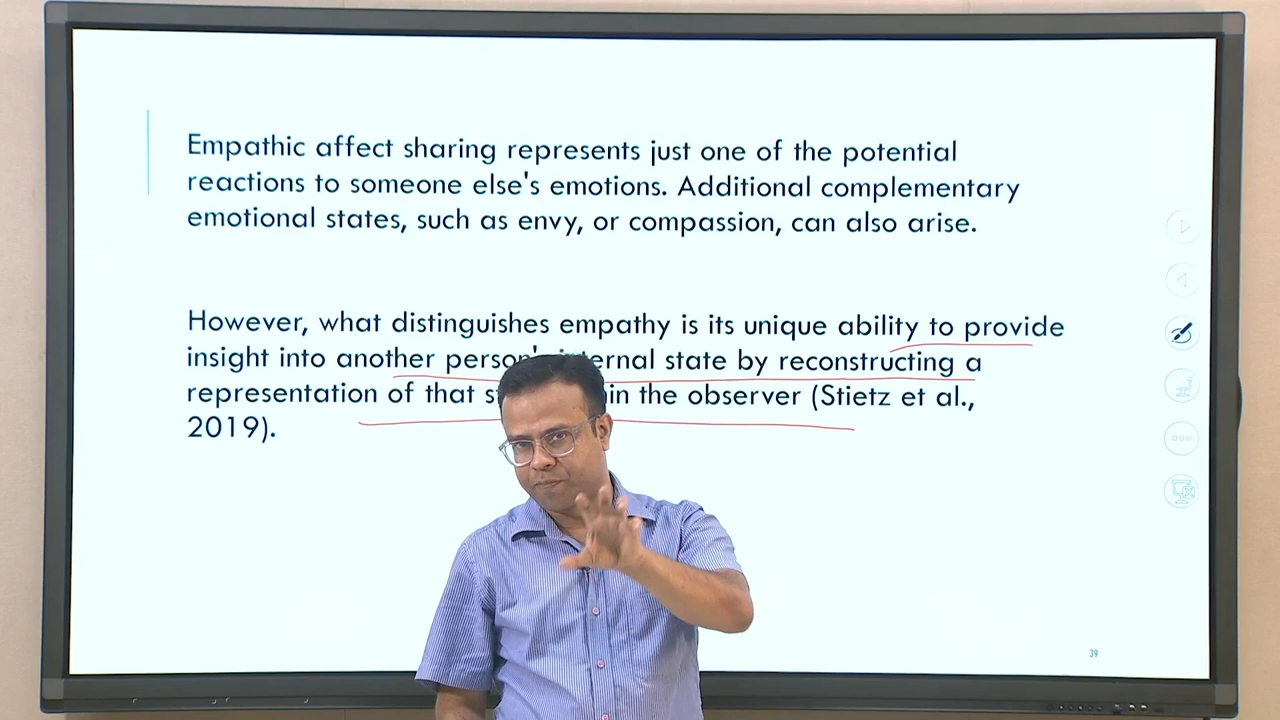 Empathic affect sharing represents just one of the potential
reactions to someone else's emotions. Additional complementary
emotional states, such as envy, or compassion, can also arise.
However, what distinguishes empathy is its unique ability to provide
insight into another person's internal state by reconstructing a
representation of that in the observer (Stietz et al.,
2019).
39